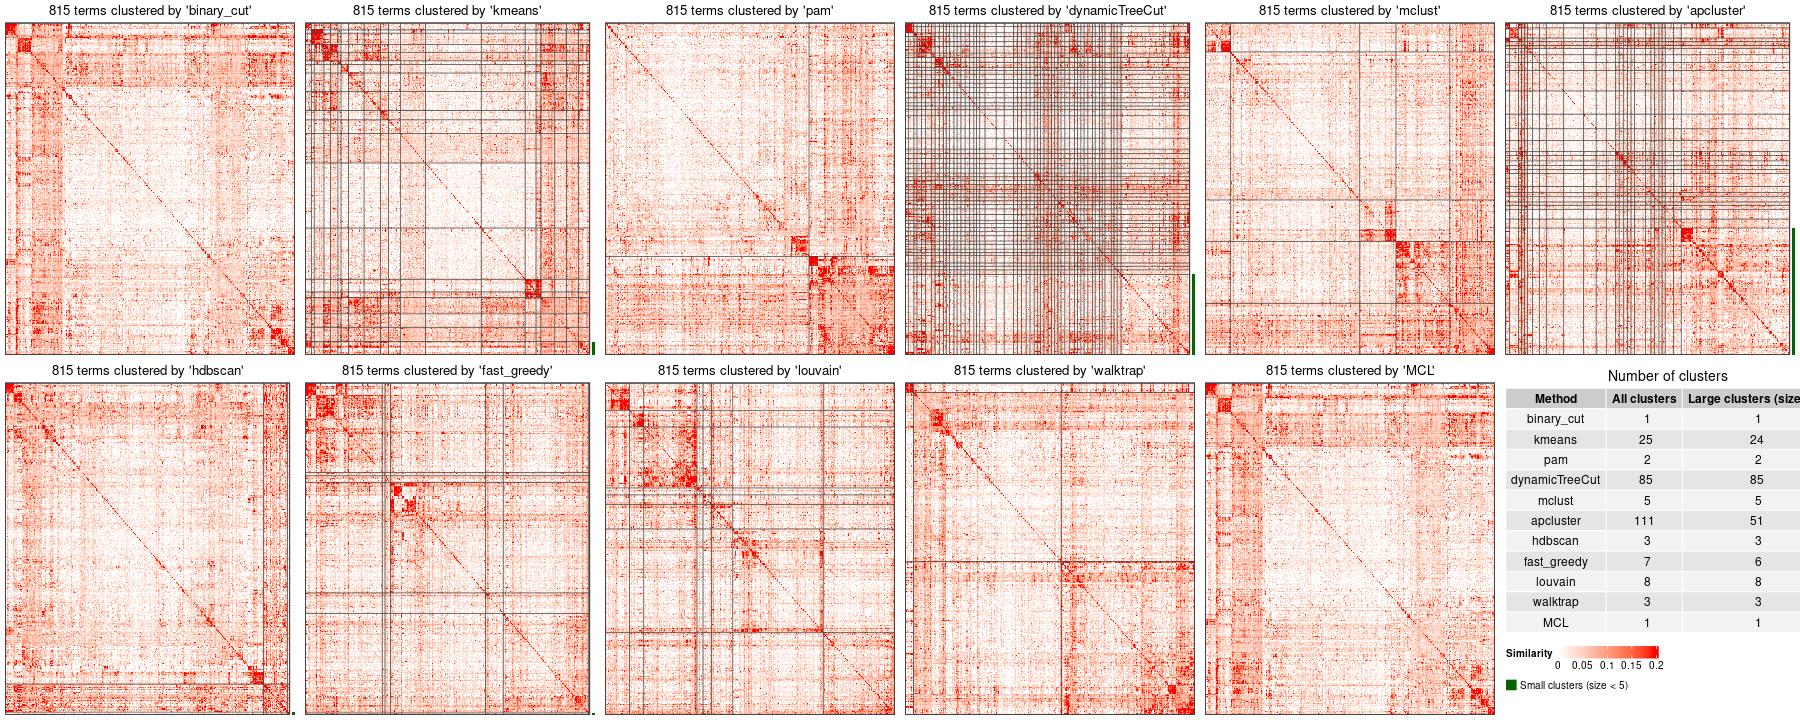 815 terms clustered by 'binary_cut'
815 terms clustered by 'kmeans'
815 terms clustered by 'pam'
815 terms clustered by 'dynamicTreeCut'
815 terms clustered by 'mclust'
815 terms clustered by 'apcluster'
815 terms clustered by 'hdbscan'
815 terms clustered by 'fast_greedy'
815 terms clustered by 'louvain'
815 terms clustered by 'walktrap'
815 terms clustered by 'MCL'
Number of clusters
Method All clusters Large clusters (size
binary_cut 1 1
kmeans 25 24
pam 2 2
dynamicTreeCut 85 85
mclust 5 5
apcluster 111 51
hdbscan 3 3
fast_greedy 7 6
louvain 8 8
walktrap 3 3
MCL 1 1
Similarity
0 0.05 0.1 0.15 0.2
Small clusters (size < 5)